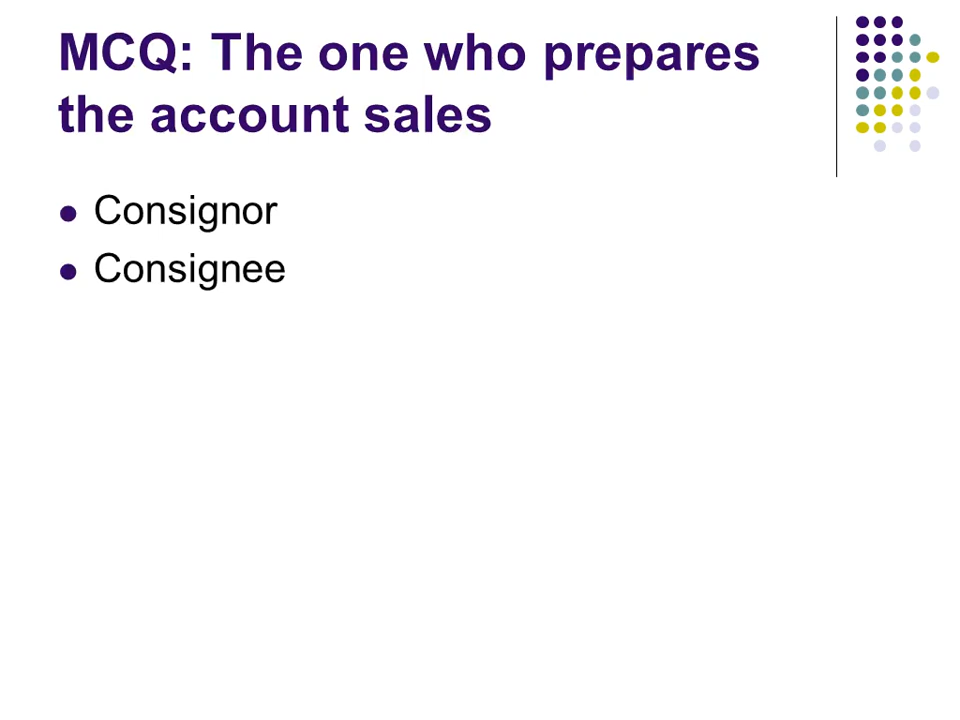 MCQ: The one who prepares
the account sales
Consignor
Consignee